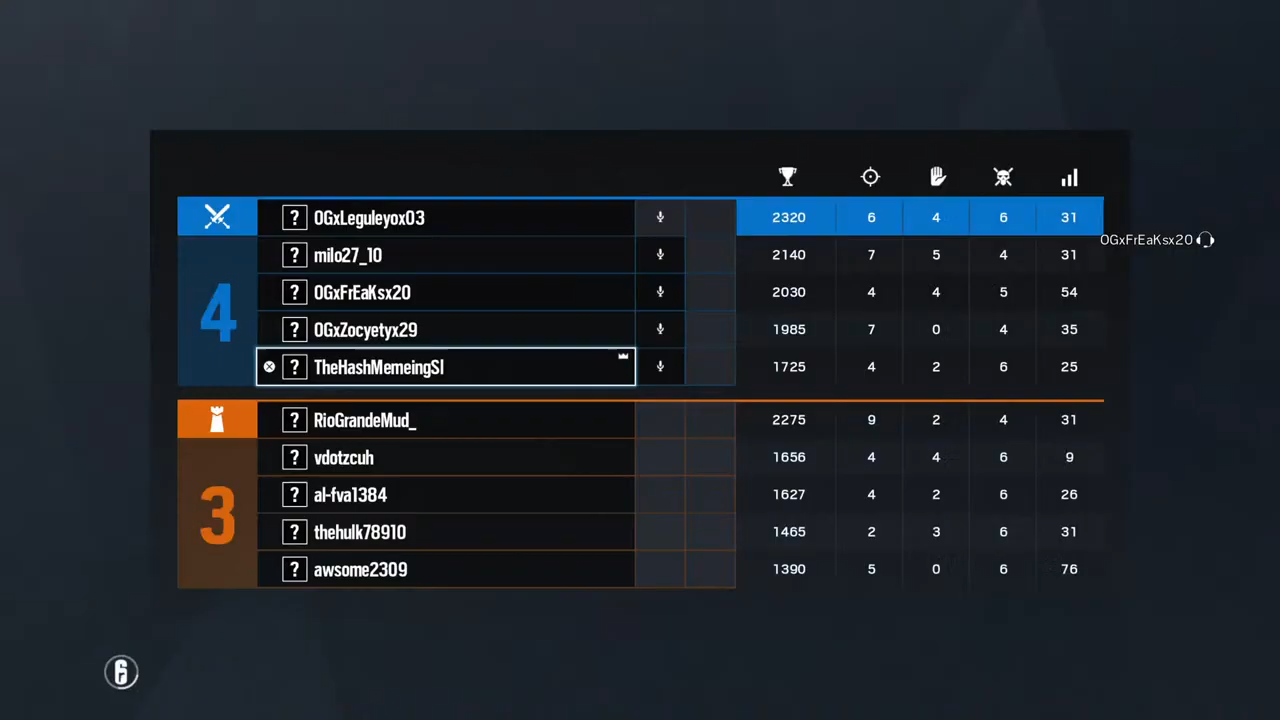 OGxLeguleyox03 2320 6 4 6 31
OGxFrEaKsx20
milo27_10 2140 7 5 4 31
4
? OGxFrEaKsx20 2030 4 4 5 54
? OGxZocyetyx29 1985 7 0 4 35
? TheHashMemeingSl 1725 4 2 6 25
? RioGrandeMud_ 2275 9 2 4 31
? vdotzcuh 1656 4 4 6 9
? al-fva1384 1627 4 2 6 26
3
? thehulk78910 1465 2 3 6 31
? awsome2309 1390 5 0 6 76
6